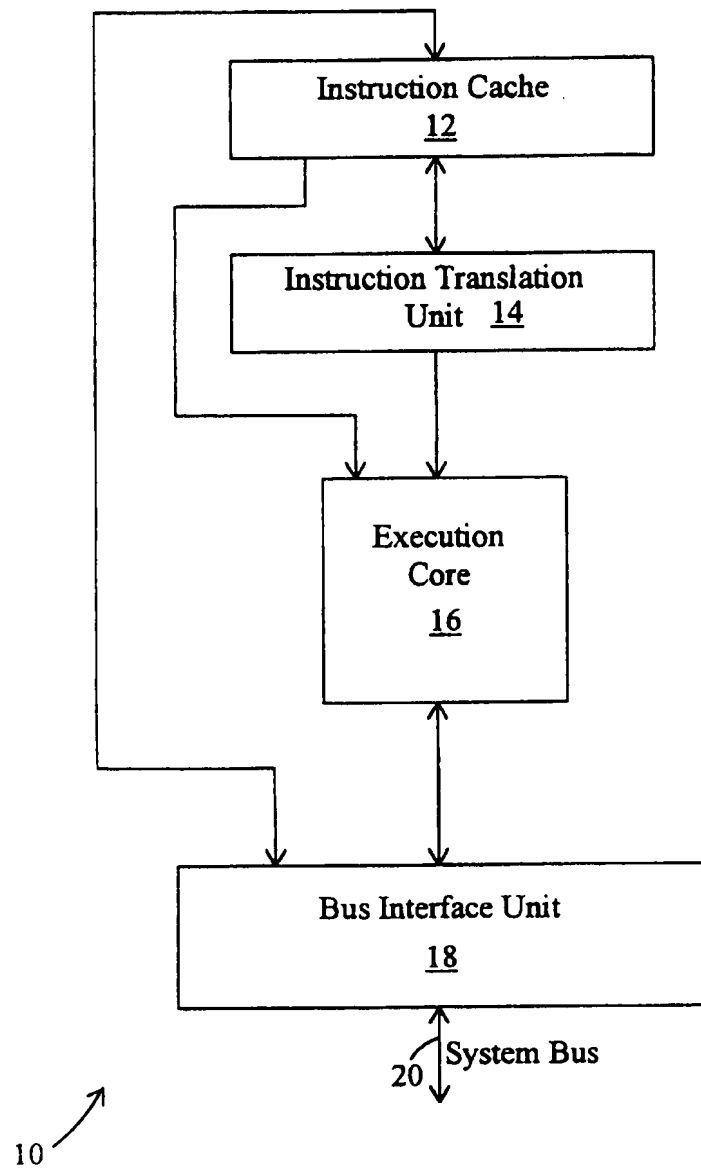 Instruction Cache
12
Instruction Translation
Unit 14
Execution
Core
16
Bus Interface Unit
18
20 System Bus
10